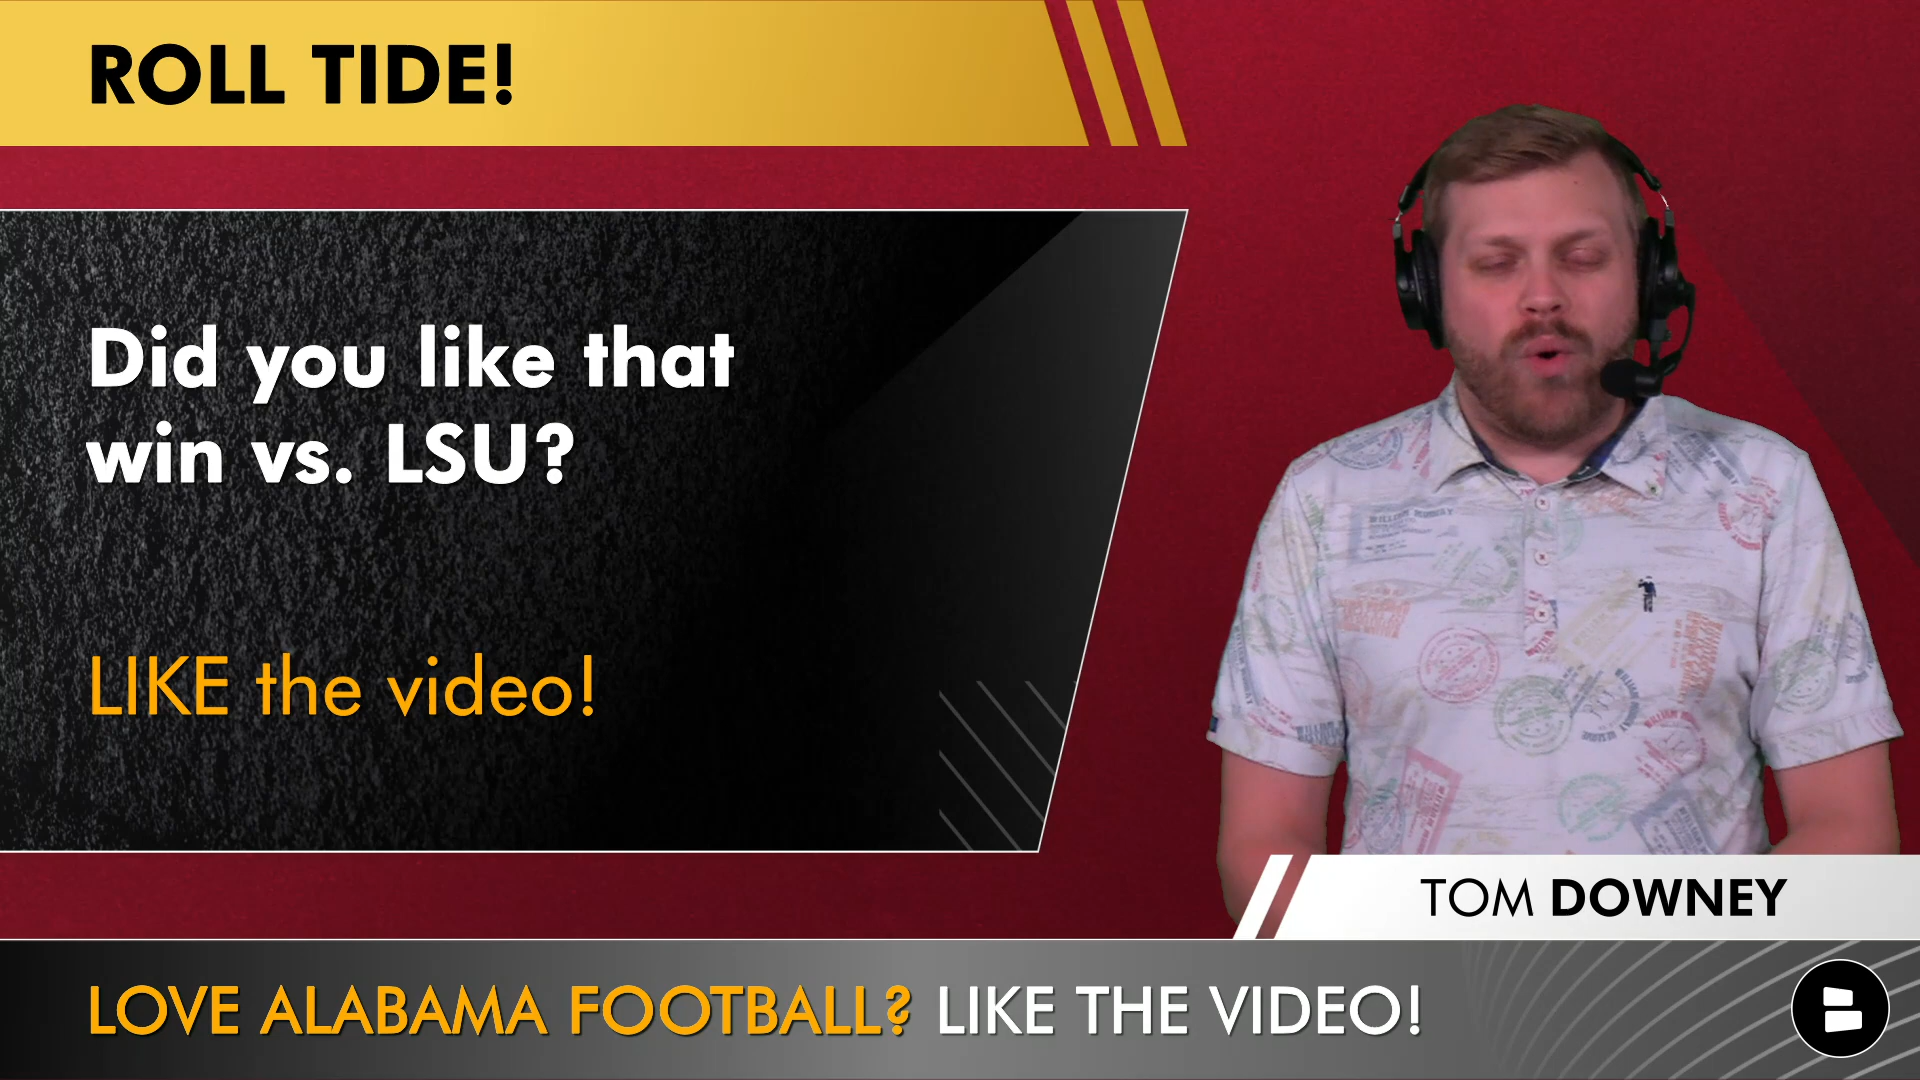 ROLL TIDE!
Did you like that
win vs. LSU?
LIKE the video!
TOM DOWNEY
LOVE ALABAMA FOOTBALL? LIKE THE VIDEO!